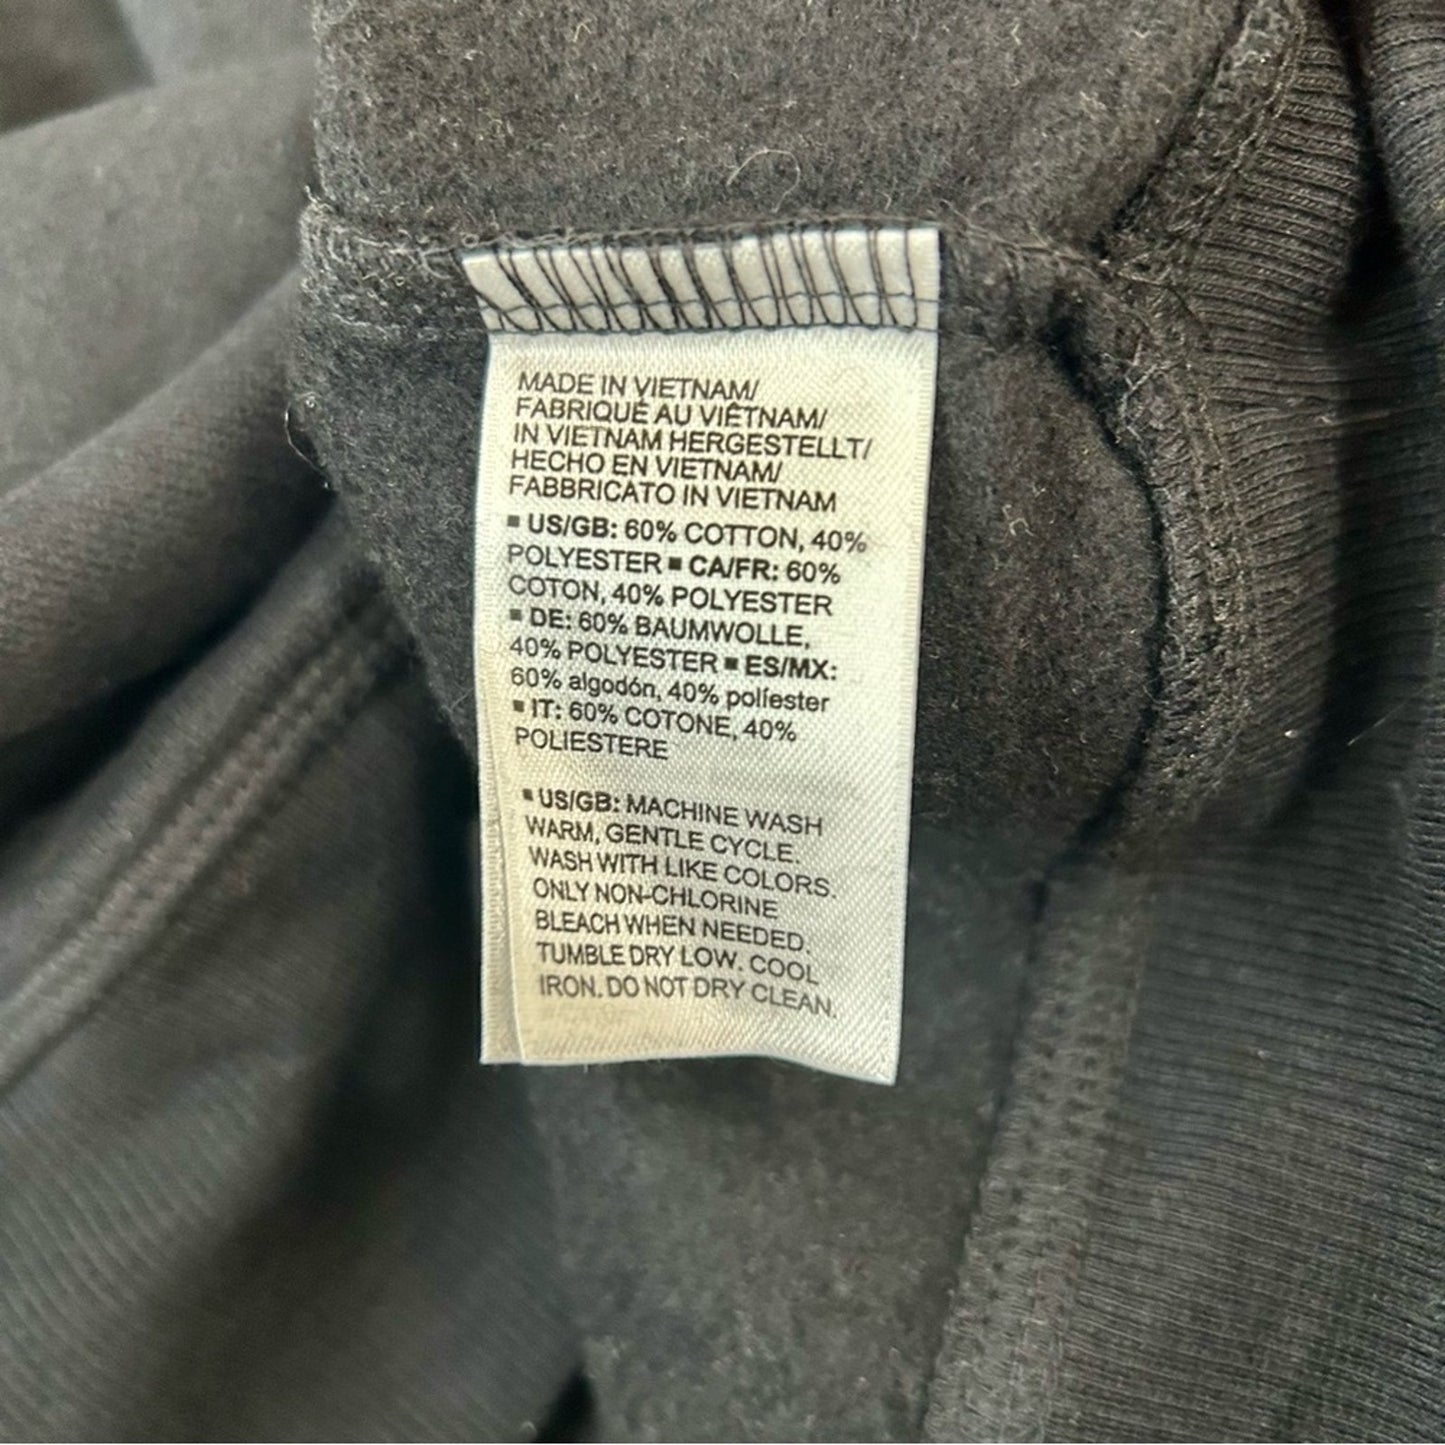 MADE IN VIETNAM/
FABRIQUÉ AU VIÊTNAM/
IN VIETNAM HERGESTELLT/
HECHO EN VIETNAM/
FABBRICATO IN VIETNAM
▪ US/GB: 60% COTTON, 40%
POLYESTER ▪ CA/FR: 60%
COTON, 40% POLYESTER
▪ DE: 60% BAUMWOLLE,
40% POLYESTER ▪ ES/MX:
60% algodón, 40% poliéster
▪ IT: 60% COTONE, 40%
POLIESTERE
▪ US/GB: MACHINE WASH
WARM, GENTLE CYCLE.
WASH WITH LIKE COLORS.
ONLY NON-CHLORINE
BLEACH WHEN NEEDED.
TUMBLE DRY LOW. COOL
IRON. DO NOT DRY CLEAN.